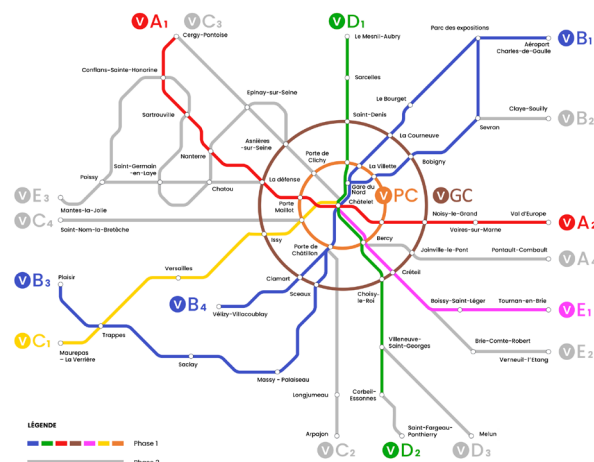 V A1
V C3
V D1
Cergy-Pontoise
Le Mesnil-Aubry
Parc des expositions
Aéroport
Charles-de-Gaulle
V B1
Conflans-Sainte-Honorine
Sarcelles
Epinay-sur-Seine
Le Bourget
Sartrouville
Saint-Denis
Claye-Souilly
V B2
Sevran
La Courneuve
Asnières
-sur-Seine
Nanterre
Porte de
Clichy
La Villette
Bobigny
Saint-Germain
-en-Laye
Poissy
Chatou
La défense
Gare du
Nord
V PC
V GC
V E3
Mantes-la-Jolie
Porte
Maillot
Châtelet
Noisy-le-Grand
Val d'Europe
V A2
V C4
Saint-Nom-la-Bretèche
Vaires-sur-Marne
Issy
Porte de
Châtillon
Bercy
Joinville-le-Pont
Pontault-Combault
V A4
V B3
Plaisir
Versailles
Clamart
Sceaux
Créteil
Choisy-
le-Roi
V B4
Vélizy-Villacoublay
Boissy-Saint-Léger
Tournan-en-Brie
V E1
V C1
Trappes
Maurepas
– La Verrière
Saclay
Massy - Palaiseau
Villeneuve-
Saint-Georges
Brie-Comte-Robert
Verneuil-l'Etang
V E2
Longjumeau
Corbeil-
Essonnes
Saint-Fargeau-
Ponthierry
Arpajon
Melun
V C2
V D2
V D3
LÉGENDE
Phase 1